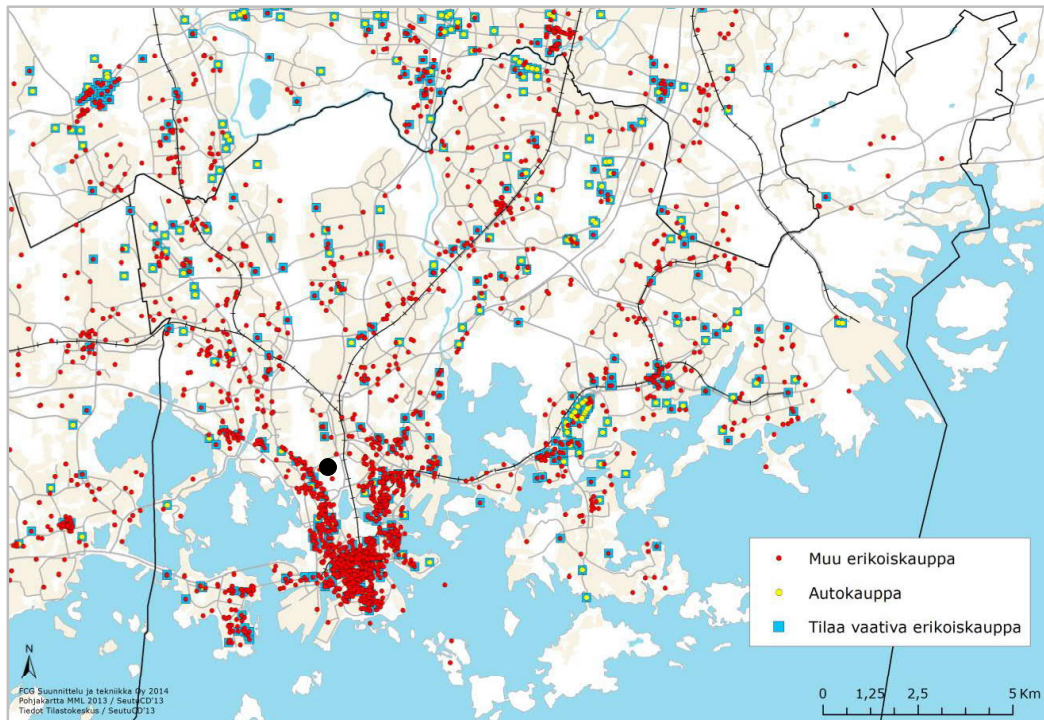 Muu erikoiskauppa
Autokauppa
Tilaa vaativa erikoiskauppa
N
FCG Suunnittelu ja tekniikka Oy 2014
Pohjakartta MML 2013 / SeutuCD'13
Tiedot Tilastokeskus / SeutuCD'13
0 1,25 2,5 5 Km